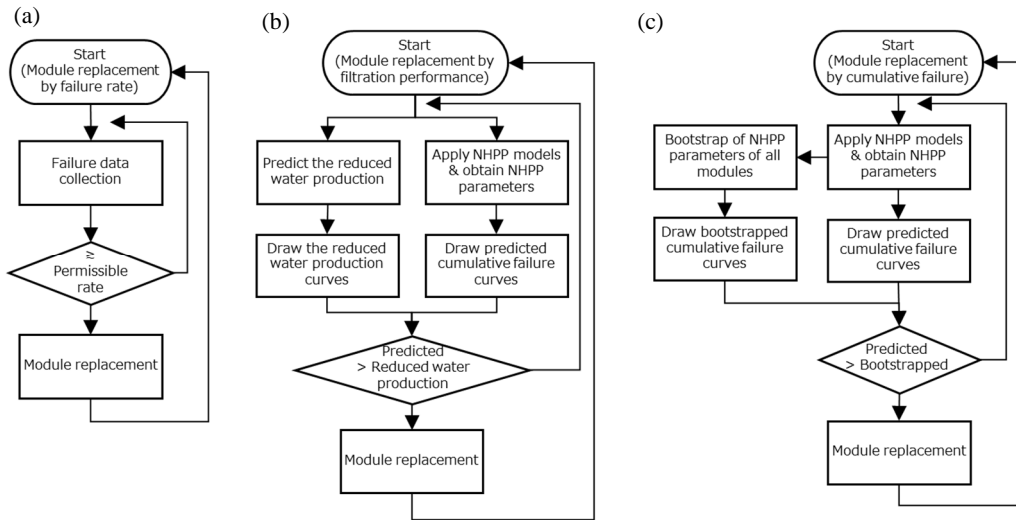 (a)
Start
(Module replacement
by failure rate)
Failure data
collection
≥
Permissible
rate
Module replacement
(b)
Start
(Module replacement by
filtration performance)
Predict the reduced
water production
Apply NHPP models
& obtain NHPP
parameters
Draw the reduced
water production
curves
Draw predicted
cumulative failure
curves
Predicted
> Reduced water
production
Module replacement
(c)
Start
(Module replacement
by cumulative failure)
Bootstrap of NHPP
parameters of all
modules
Apply NHPP models
& obtain NHPP
parameters
Draw bootstrapped
cumulative failure
curves
Draw predicted
cumulative failure
curves
Predicted
> Bootstrapped
Module replacement